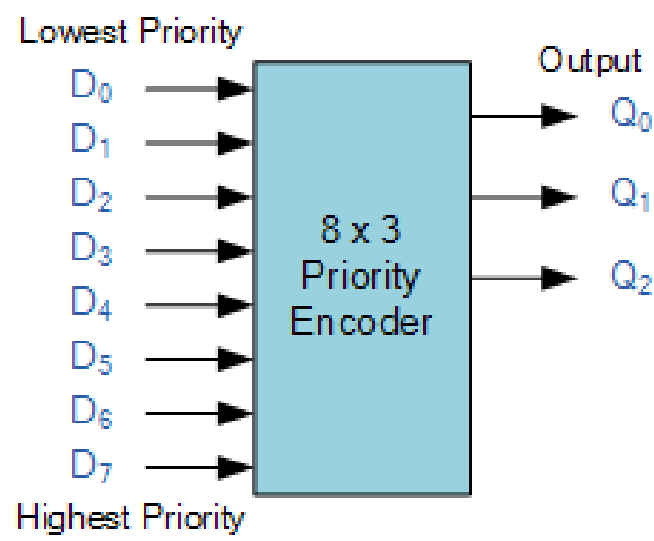 Lowest Priority
Output
D₀
D₁
D₂
D₃
D₄
D₅
D₆
D₇
8 x 3
Priority
Encoder
Q₀
Q₁
Q₂
Highest Priority